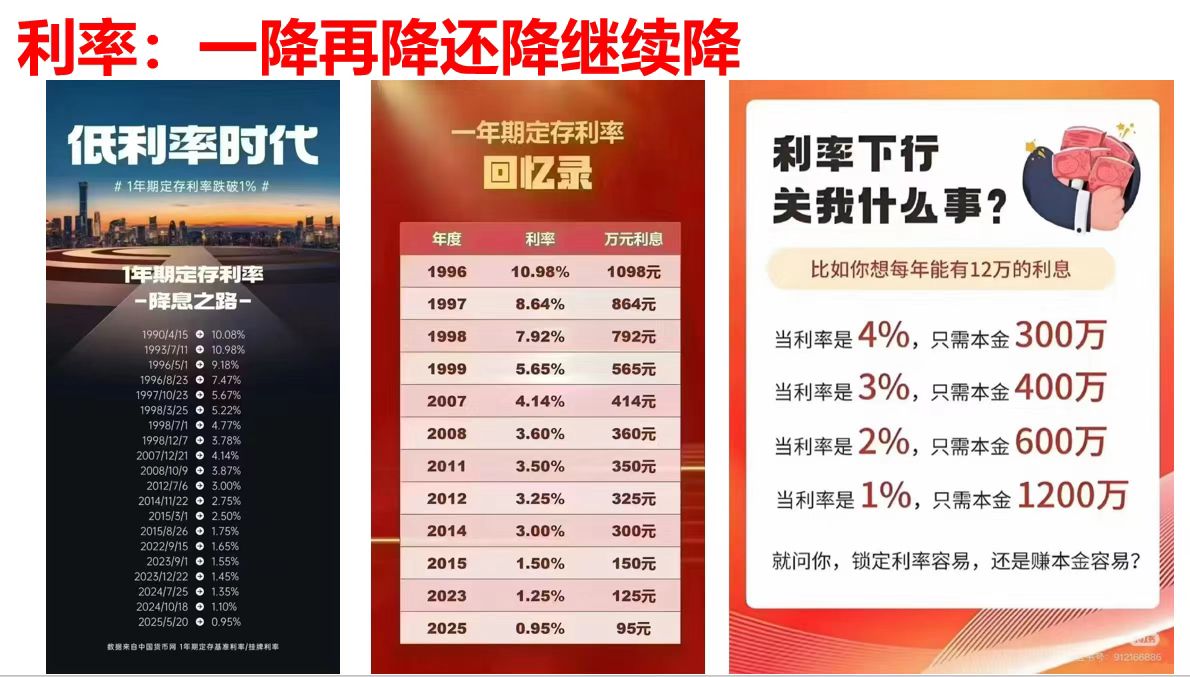 利率：一降再降还降继续降
低利率时代
# 1年期定存利率跌破1% #
1年期定存利率
-降息之路-
1990/4/15 10.08%
1993/7/11 10.98%
1996/5/1 9.18%
1996/8/23 7.47%
1997/10/23 5.67%
1998/3/25 5.22%
1998/7/1 4.77%
1998/12/7 3.78%
2007/12/21 4.14%
2008/10/9 3.87%
2012/7/6 3.00%
2014/11/22 2.75%
2015/3/1 2.50%
2015/8/26 1.75%
2022/9/15 1.65%
2023/9/1 1.55%
2023/12/22 1.45%
2024/7/25 1.35%
2024/10/18 1.10%
2025/5/20 0.95%
数据来自中国货币网 1年期定存基准利率/挂牌利率
一年期定存利率
回忆录
年度 利率 万元利息
1996 10.98% 1098元
1997 8.64% 864元
1998 7.92% 792元
1999 5.65% 565元
2007 4.14% 414元
2008 3.60% 360元
2011 3.50% 350元
2012 3.25% 325元
2014 3.00% 300元
2015 1.50% 150元
2023 1.25% 125元
2025 0.95% 95元
利率下行
关我什么事？
比如你想每年能有12万的利息
当利率是 4%，只需本金 300万
当利率是 3%，只需本金 400万
当利率是 2%，只需本金 600万
当利率是 1%，只需本金 1200万
就问你，锁定利率容易，还是赚本金容易？
书号：912166886